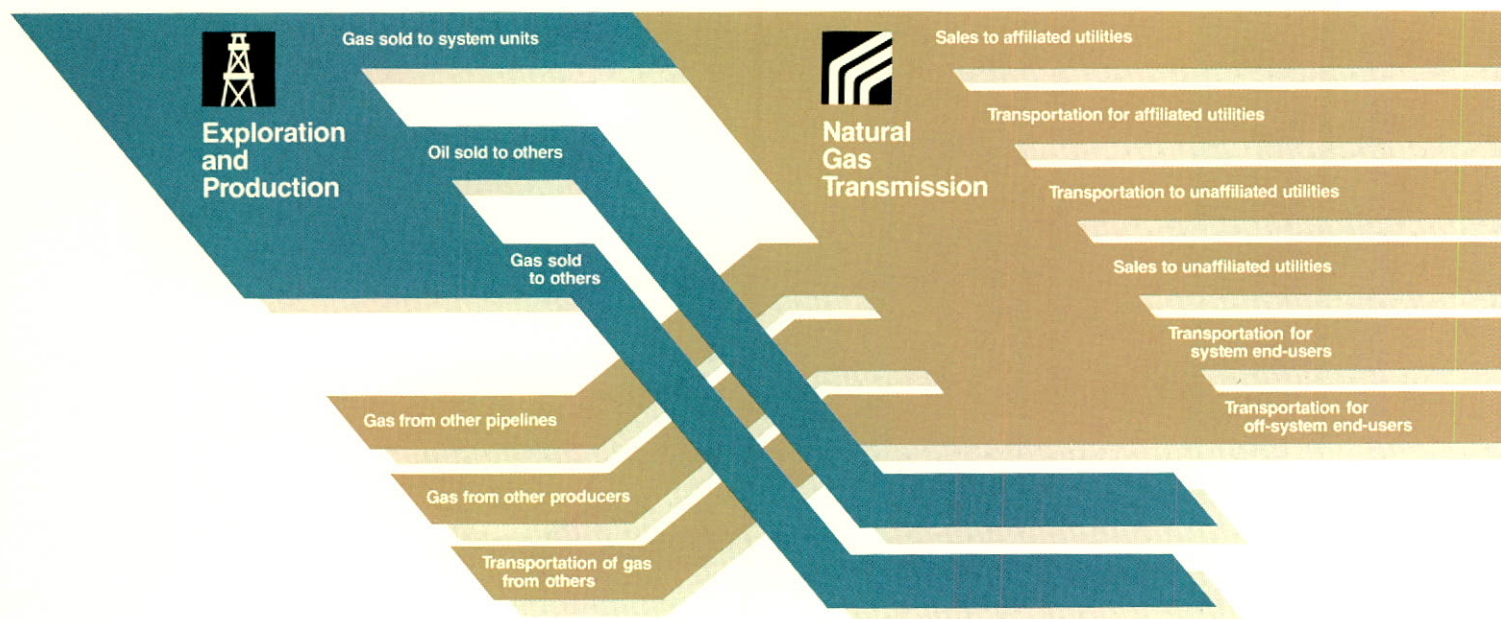 Gas sold to system units
Exploration
and
Production
Oil sold to others
Gas sold
to others
Gas from other pipelines
Gas from other producers
Transportation of gas
from others
Natural
Gas
Transmission
Sales to affiliated utilities
Transportation for affiliated utilities
Transportation to unaffiliated utilities
Sales to unaffiliated utilities
Transportation for
system end-users
Transportation for
off-system end-users